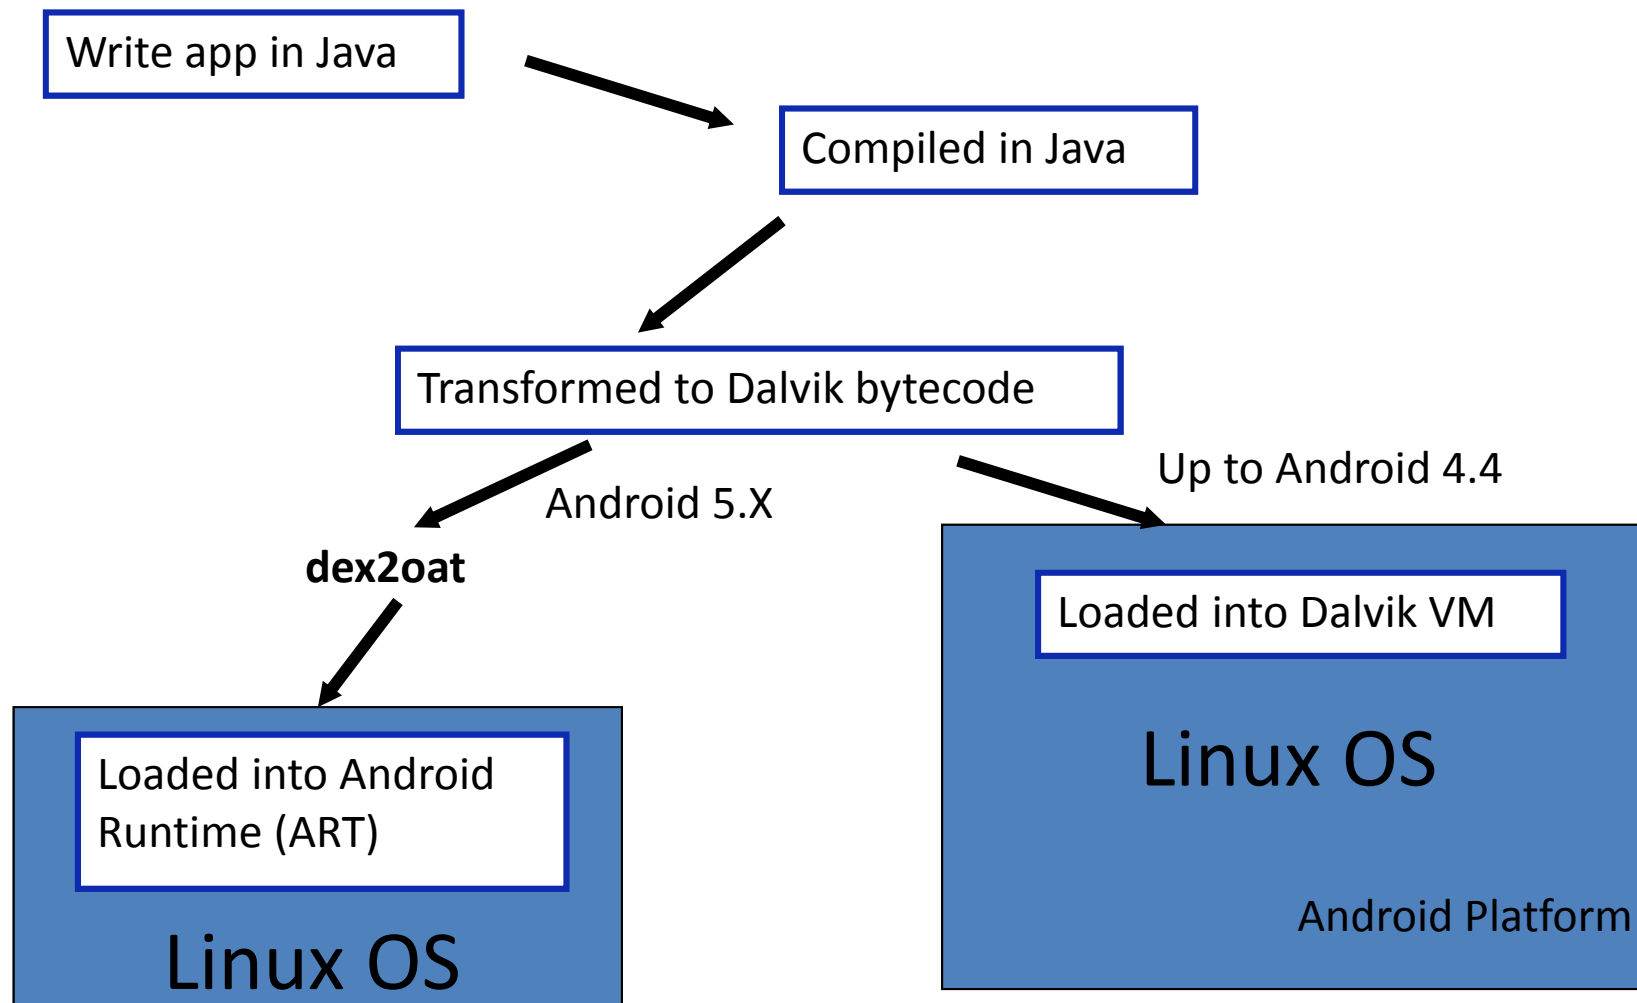 Write app in Java
Compiled in Java
Transformed to Dalvik bytecode
Android 5.X
Up to Android 4.4
dex2oat
Loaded into Dalvik VM
Linux OS
Android Platform
Loaded into Android
Runtime (ART)
Linux OS